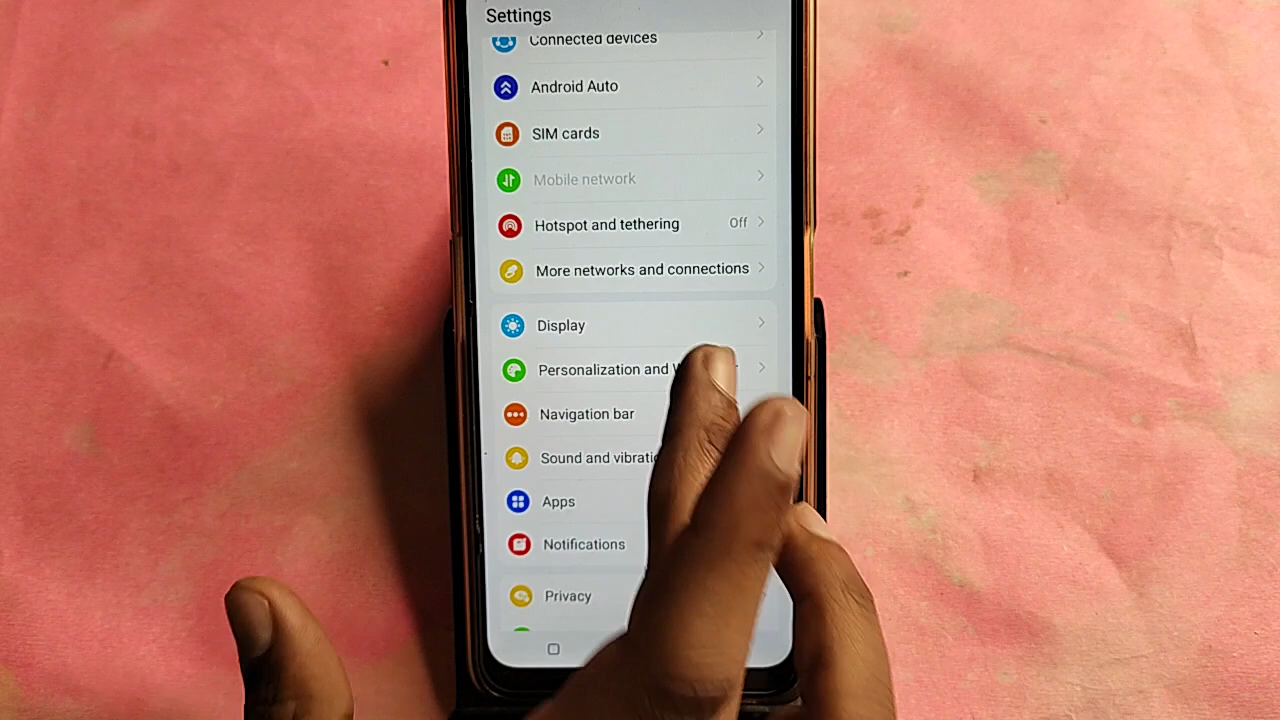 Settings
Connected devices
Android Auto
SIM cards
Mobile network
Hotspot and tethering Off
More networks and connections
Display
Personalization and
Navigation bar
Sound and
Apps
Notifications
Privacy